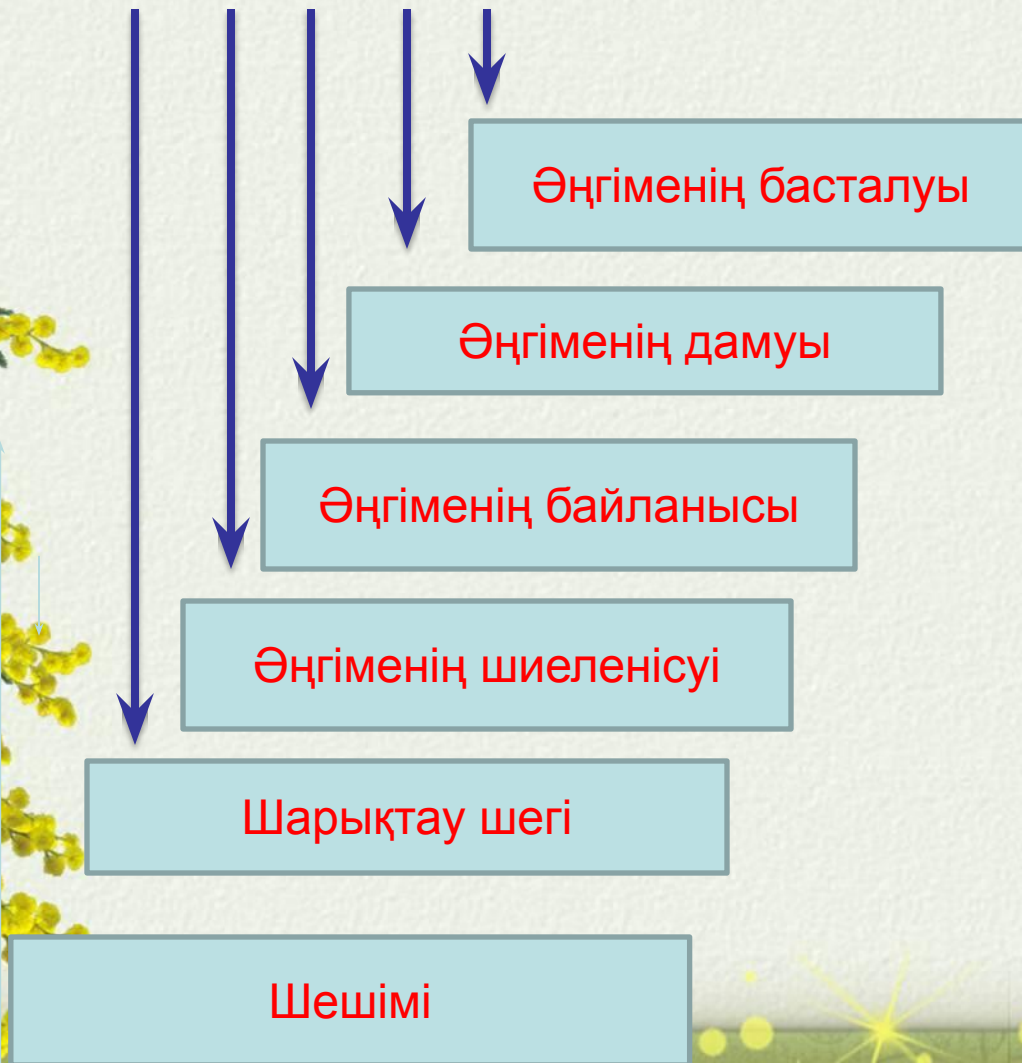 Әңгіменің басталуы
Әңгіменің дамуы
Әңгіменің байланысы
Әңгіменің шиеленісуі
Шарықтау шегі
Шешімі